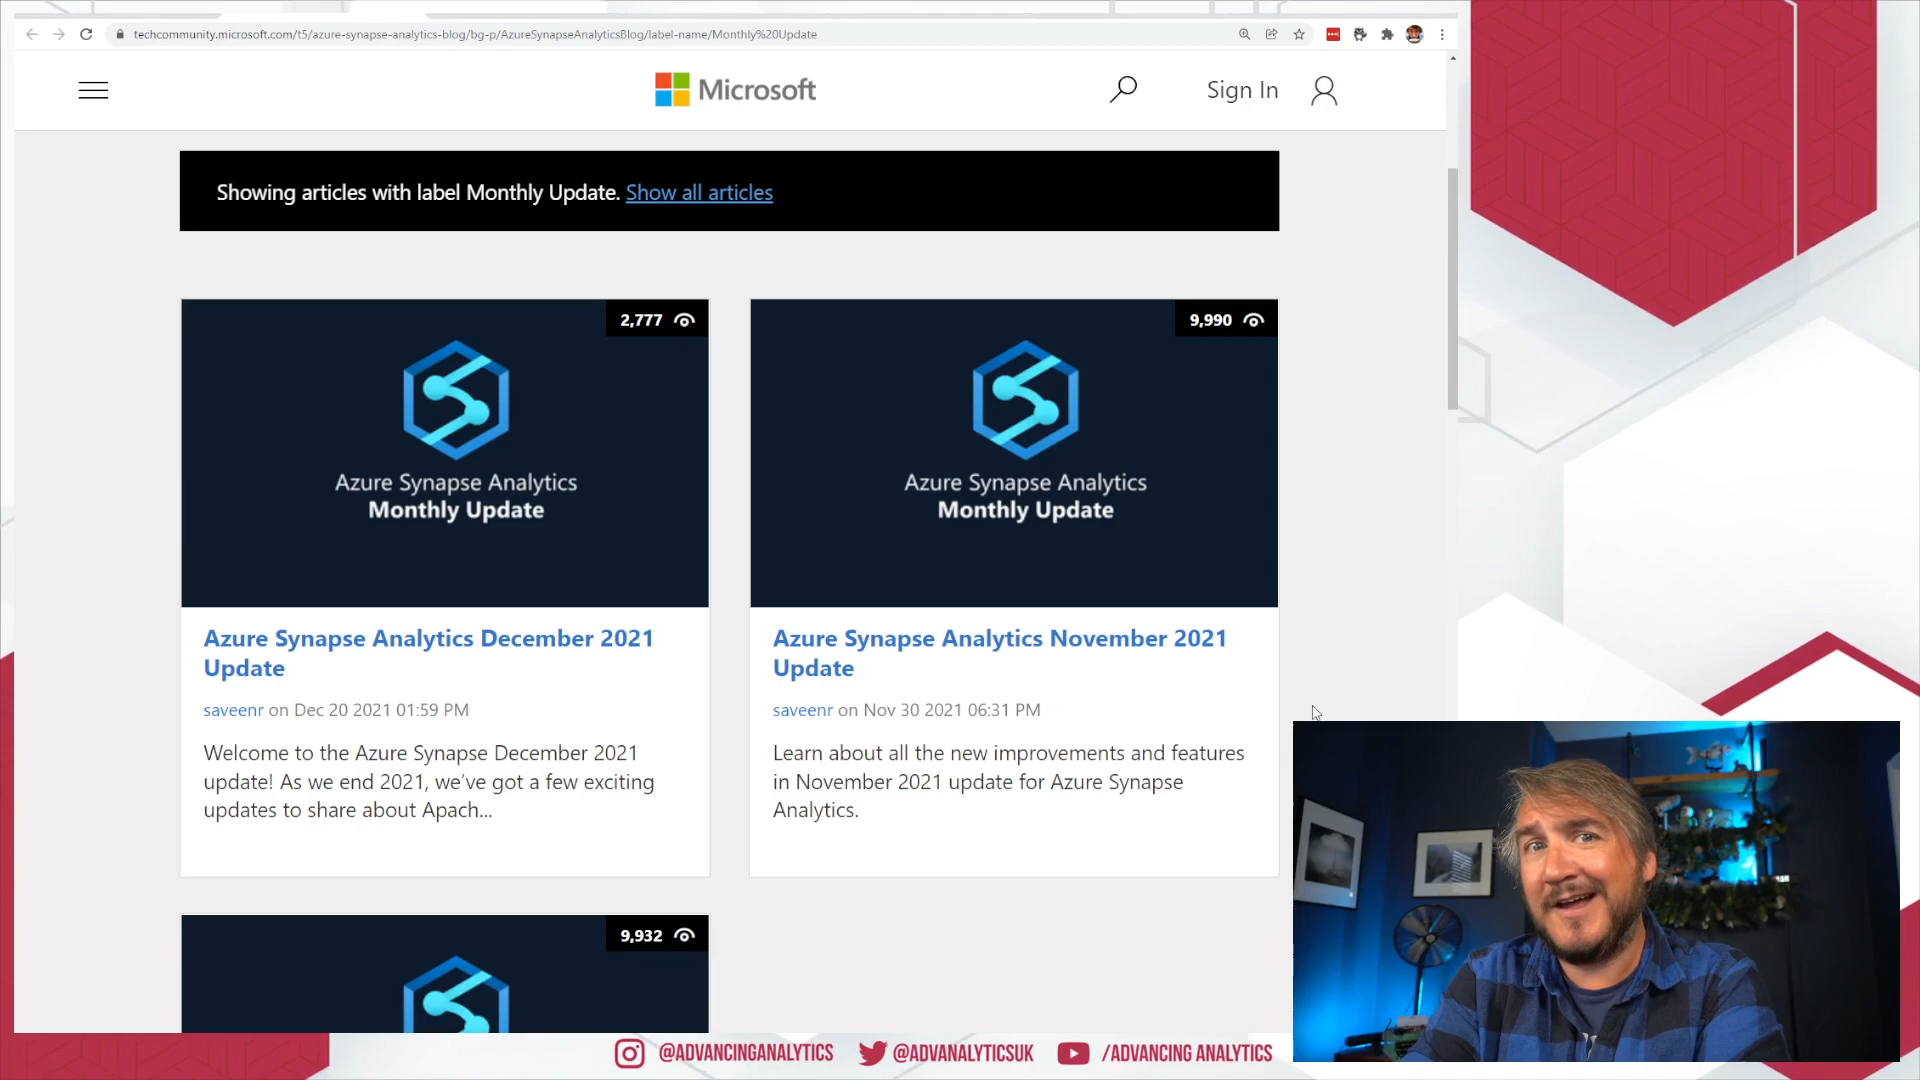 techcommunity.microsoft.com/t5/azure-synapse-analytics-blog/bg-p/AzureSynapseAnalyticsBlog/label-name/Monthly%20Update
Microsoft
Sign In
Showing articles with label Monthly Update. Show all articles
2,777
Azure Synapse Analytics
Monthly Update
Azure Synapse Analytics December 2021
Update
saveenr on Dec 20 2021 01:59 PM
Welcome to the Azure Synapse December 2021
update! As we end 2021, we've got a few exciting
updates to share about Apach...
9,990
Azure Synapse Analytics
Monthly Update
Azure Synapse Analytics November 2021
Update
saveenr on Nov 30 2021 06:31 PM
Learn about all the new improvements and features
in November 2021 update for Azure Synapse
Analytics.
9,932
@ADVANCINGANALYTICS
@ADVANALYTICSUK
/ADVANCING ANALYTICS